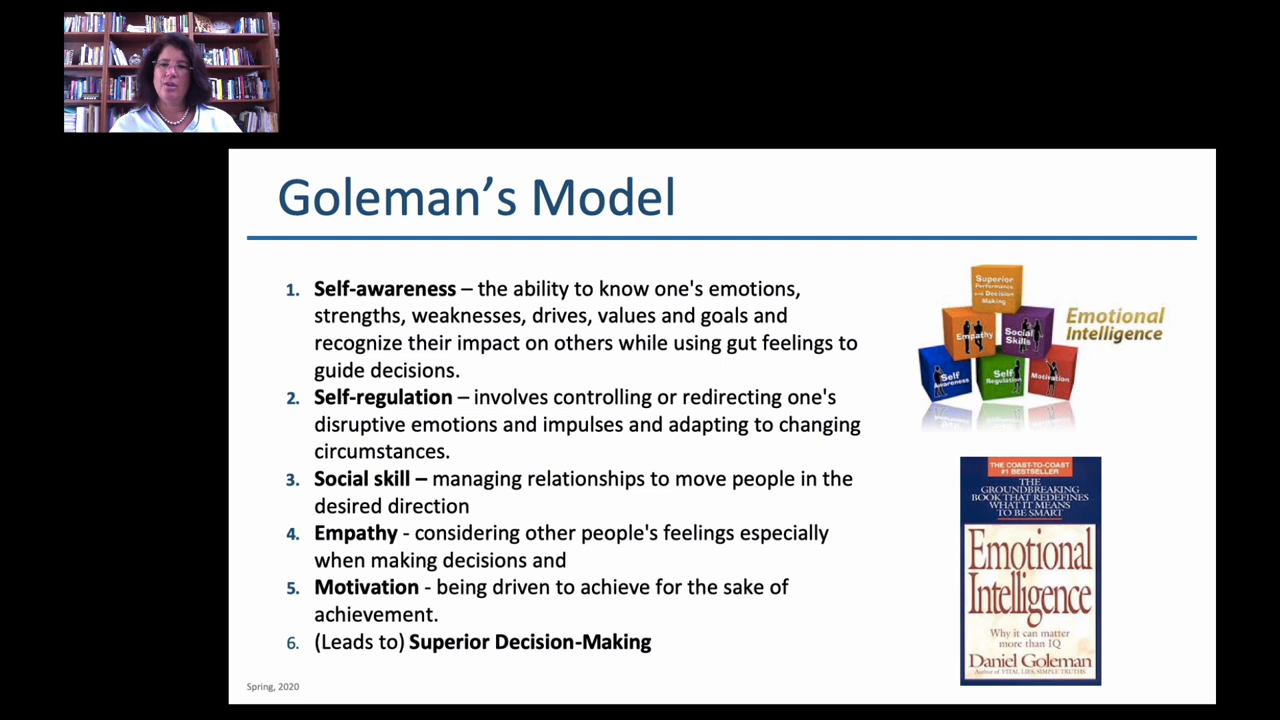 Goleman’s Model
1. Self-awareness – the ability to know one's emotions,
strengths, weaknesses, drives, values and goals and
recognize their impact on others while using gut feelings to
guide decisions.
2. Self-regulation – involves controlling or redirecting one's
disruptive emotions and impulses and adapting to changing
circumstances.
3. Social skill – managing relationships to move people in the
desired direction
4. Empathy - considering other people's feelings especially
when making decisions and
5. Motivation - being driven to achieve for the sake of
achievement.
6. (Leads to) Superior Decision-Making
Spring, 2020
Superior
Performance
and Decision
Making
Empathy
Social
Skills
Self
Awareness
Self
Regulation
Motivation
Emotional
Intelligence
THE COAST-TO-COAST
#1 BESTSELLER
THE
GROUNDBREAKING
BOOK THAT REDEFINES
WHAT IT MEANS
TO BE SMART
Emotional
Intelligence
Why it can matter
more than IQ
Daniel Goleman
Author of VITAL LIES, SIMPLE TRUTHS